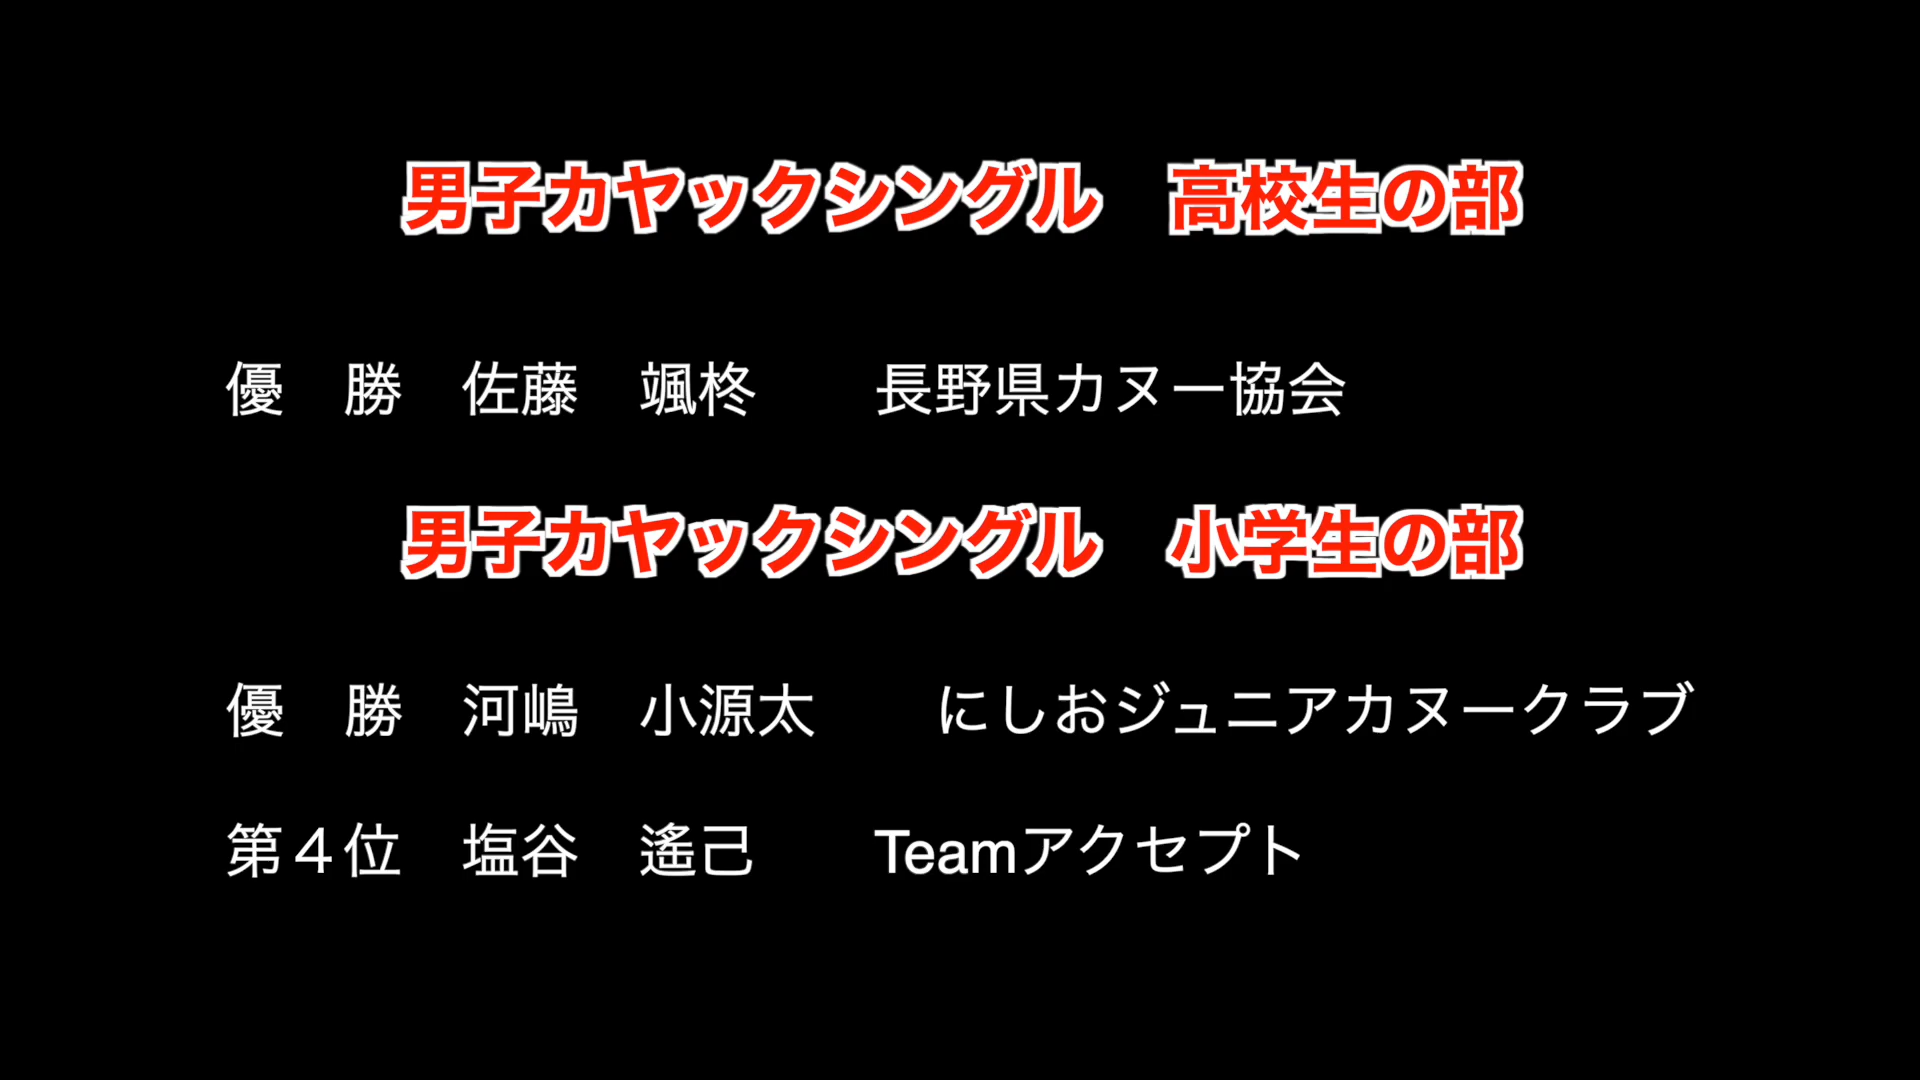 男子カヤックシングル　高校生の部
優　勝　佐藤　颯柊　　長野県カヌー協会
男子カヤックシングル　小学生の部
優　勝　河嶋　小源太　　にしおジュニアカヌークラブ
第４位　塩谷　遙己　　Teamアクセプト